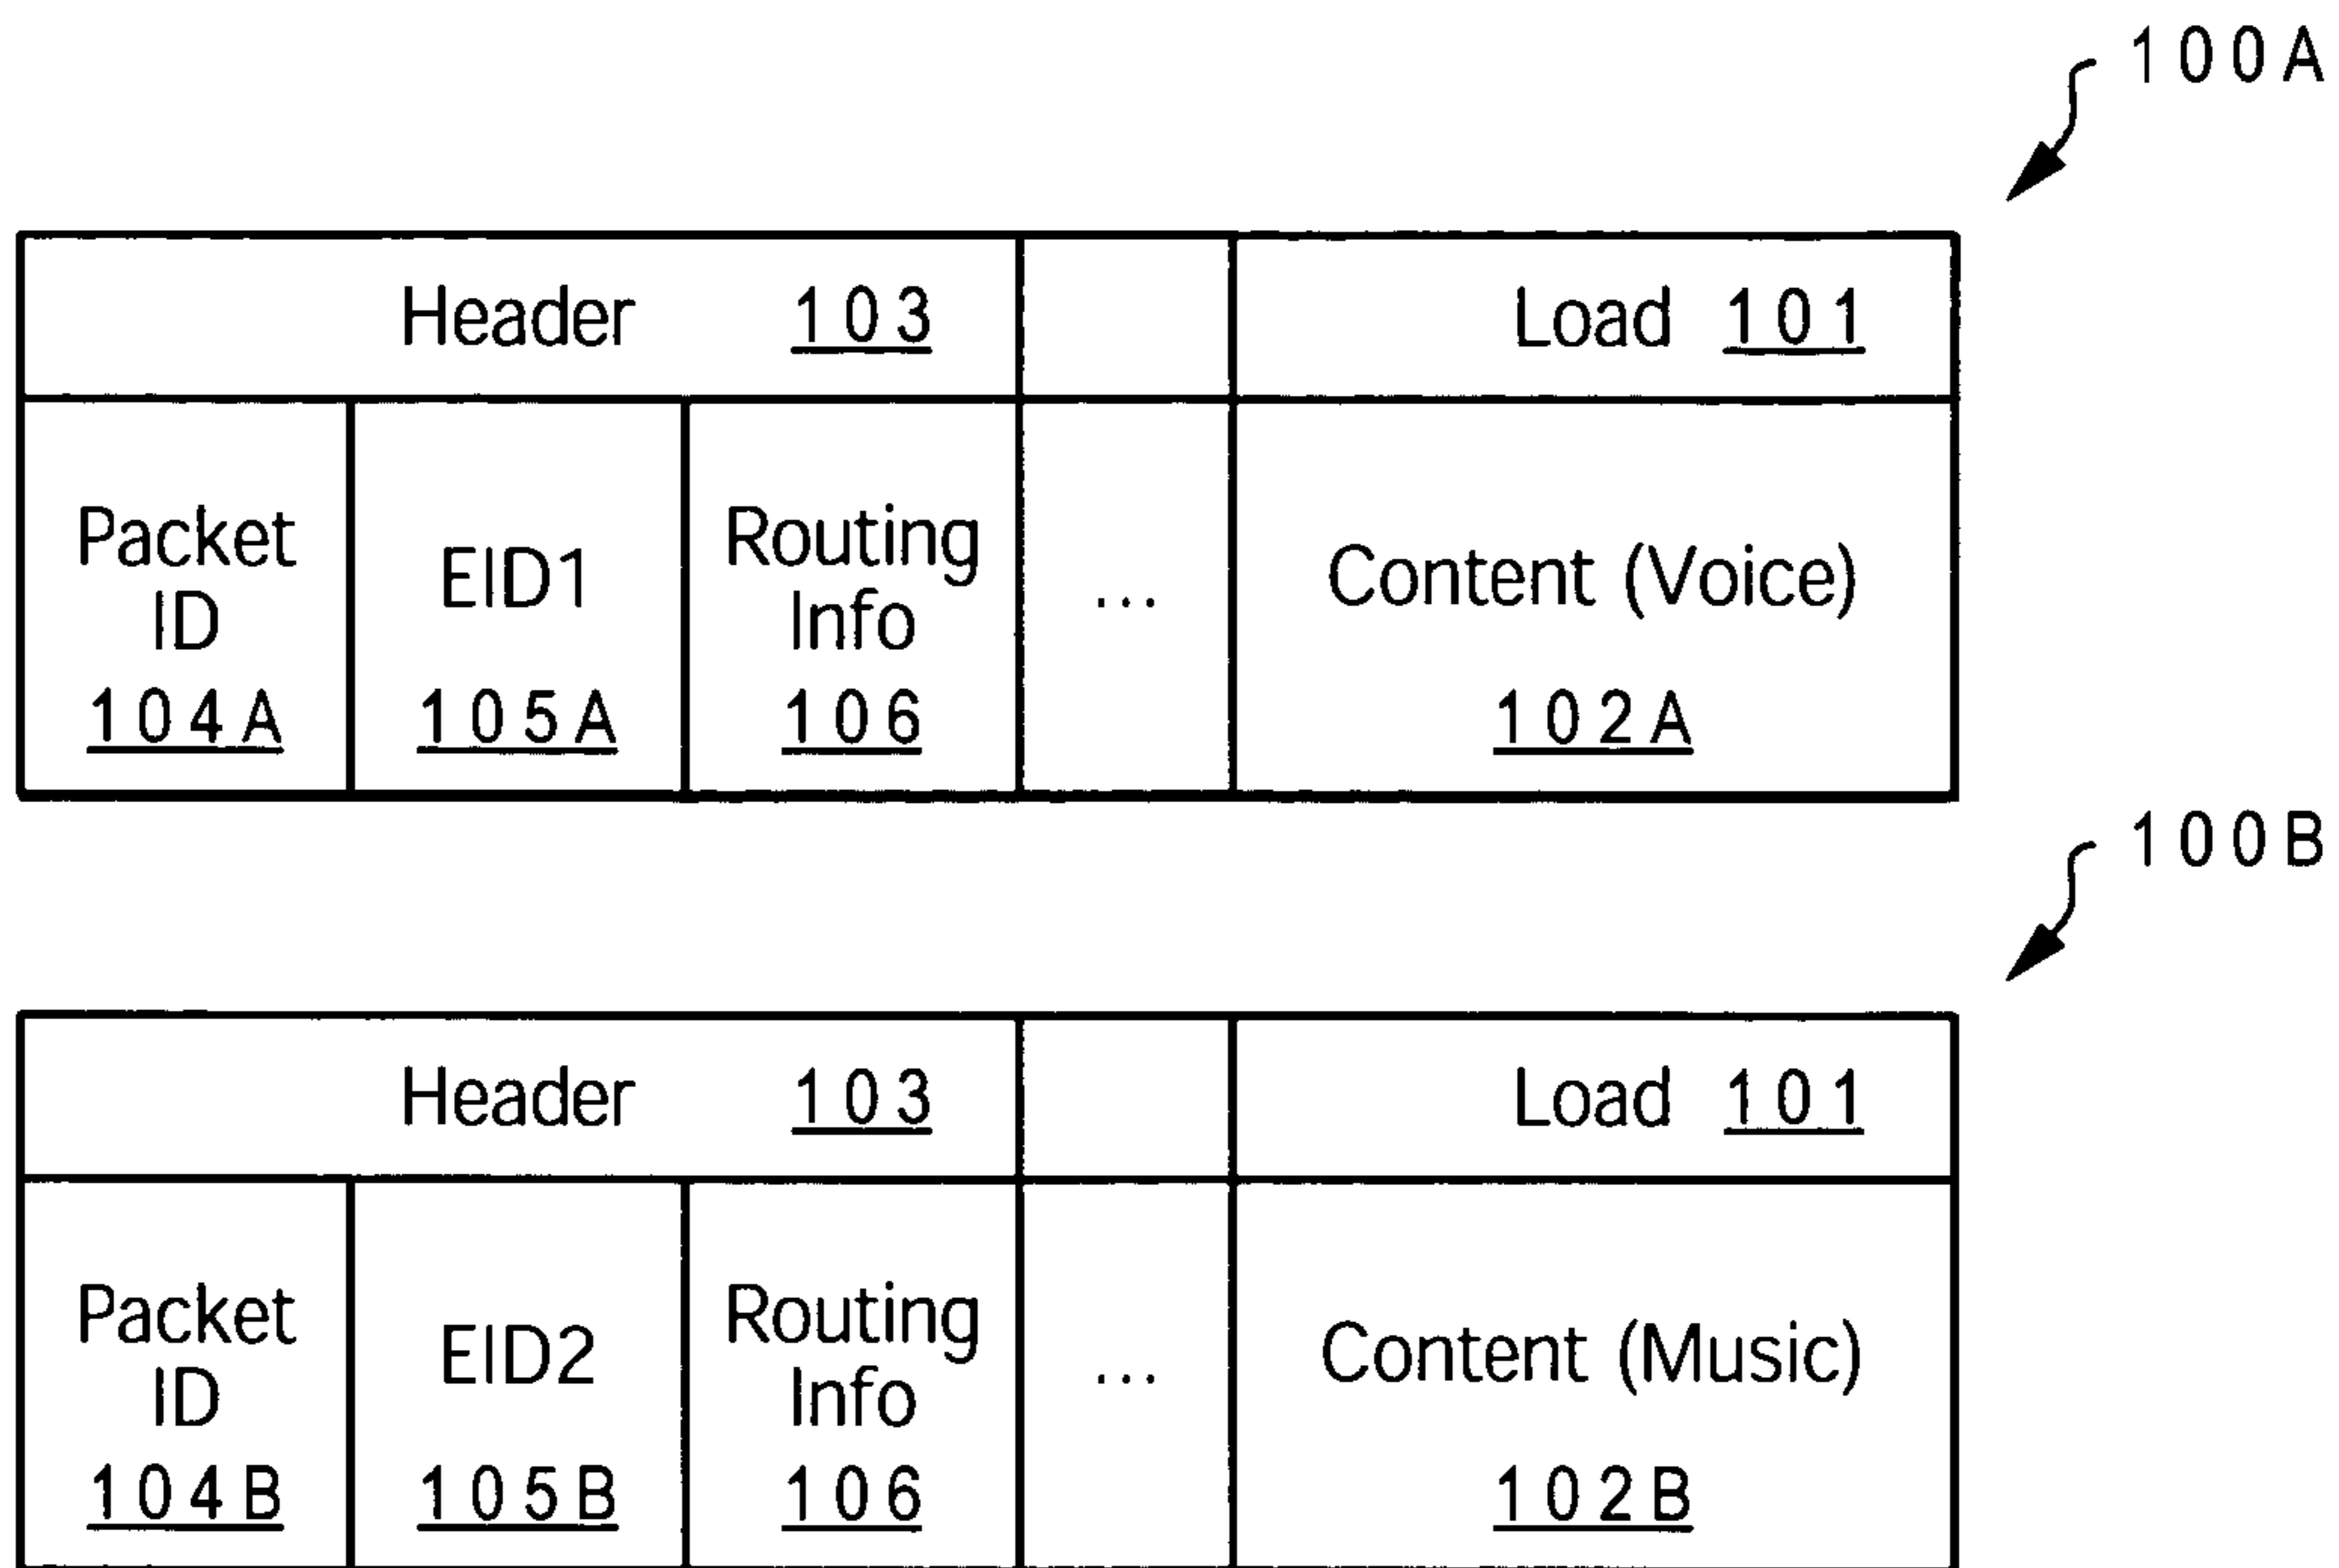 100A
Header 103 Load 101
Packet ID 104A
EID1 105A
Routing Info 106
...
Content (Voice) 102A
100B
Header 103 Load 101
Packet ID 104B
EID2 105B
Routing Info 106
...
Content (Music) 102B